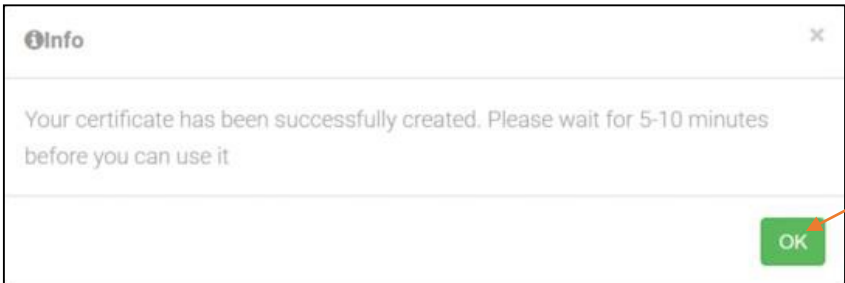 Info
×
Your certificate has been successfully created. Please wait for 5-10 minutes
before you can use it
OK